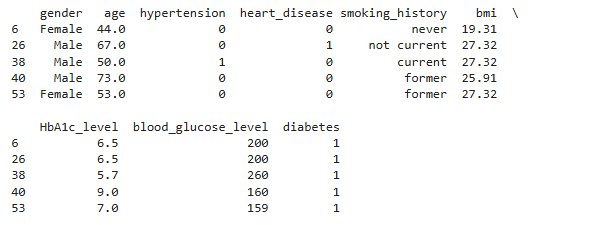 gender age hypertension heart_disease smoking_history bmi \
6 Female 44.0 0 0 never 19.31
26 Male 67.0 0 1 not current 27.32
38 Male 50.0 1 0 current 27.32
40 Male 73.0 0 0 former 25.91
53 Female 53.0 0 0 former 27.32
HbA1c_level blood_glucose_level diabetes
6 6.5 200 1
26 6.5 200 1
38 5.7 260 1
40 9.0 160 1
53 7.0 159 1